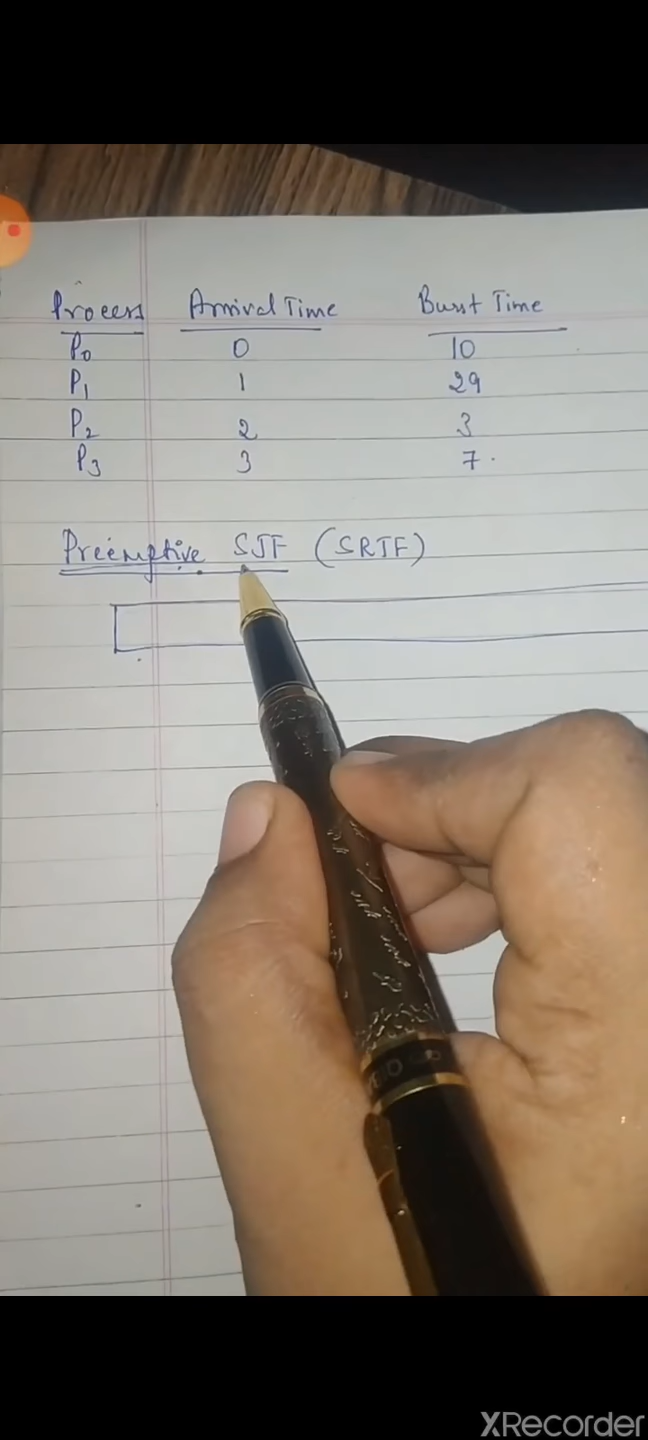 Process Arrival Time Burst Time
P0 0 10
P1 1 29
P2 2 3
P3 3 7.
Preemptive SJF (SRTF)
XRecorder